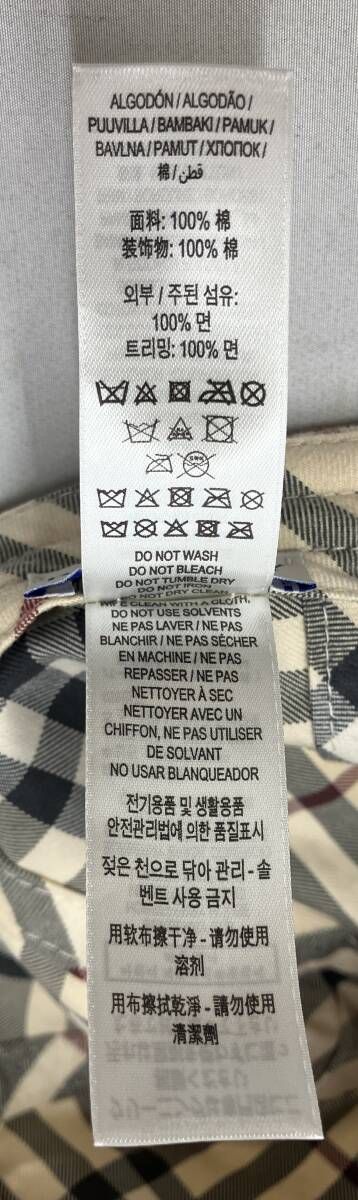 ALGODÓN / ALGODÃO /
PUUVILLA / BAMBAKI / PAMUK /
BAVLNA / PAMUT / ХЛОПОК /
棉 / قطن /
面料: 100% 棉
装饰物: 100% 棉
외부 / 주된 섬유:
100% 면
트리밍: 100% 면
DO NOT WASH
DO NOT BLEACH
DO NOT TUMBLE DRY
DO NOT IRON
DO NOT DRY CLEAN
WIPE CLEAN WITH A CLOTH.
DO NOT USE SOLVENTS
NE PAS LAVER / NE PAS
BLANCHIR / NE PAS SÉCHER
EN MACHINE / NE PAS
REPASSER / NE PAS
NETTOYER À SEC
NETTOYER AVEC UN
CHIFFON, NE PAS UTILISER
DE SOLVANT
NO USAR BLANQUEADOR
전기용품 및 생활용품
안전관리법에 의한 품질표시
젖은 천으로 닦아 관리 - 솔
벤트 사용 금지
用软布擦干净 - 请勿使用
溶剂
用布擦拭乾淨 - 請勿使用
清潔劑